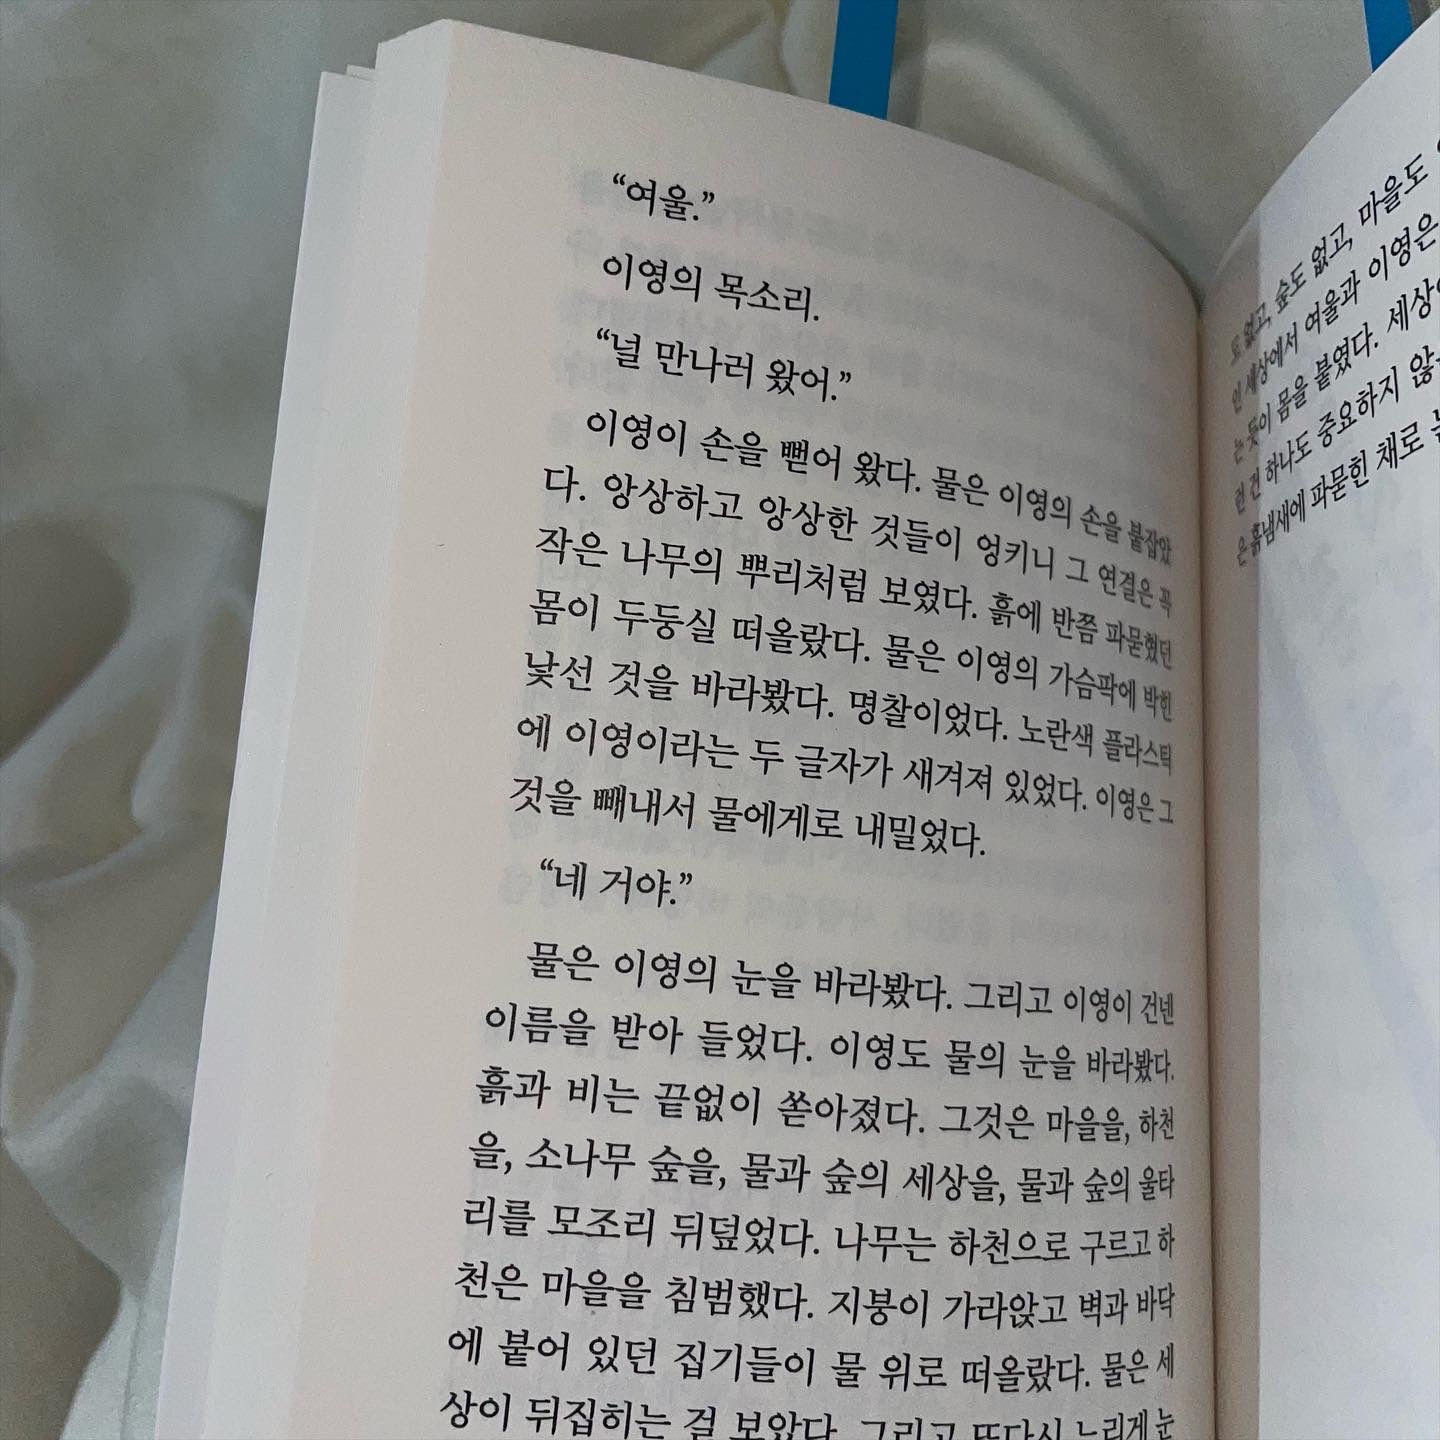 “여울.”
이영의 목소리.
“널 만나러 왔어.”
이영이 손을 뻗어 왔다. 물은 이영의 손을 붙잡았
다. 앙상하고 앙상한 것들이 엉키니 그 연결은 꼭
작은 나무의 뿌리처럼 보였다. 흙에 반쯤 파묻혔던
몸이 두둥실 떠올랐다. 물은 이영의 가슴팍에 박힌
낯선 것을 바라봤다. 명찰이었다. 노란색 플라스틱
에 이영이라는 두 글자가 새겨져 있었다. 이영은 그
것을 빼내서 물에게로 내밀었다.
“네 거야.”
물은 이영의 눈을 바라봤다. 그리고 이영이 건넨
이름을 받아 들었다. 이영도 물의 눈을 바라봤다.
흙과 비는 끝없이 쏟아졌다. 그것은 마을을, 하천
을, 소나무 숲을, 물과 숲의 세상을, 물과 숲의 울타
리를 모조리 뒤덮었다. 나무는 하천으로 구르고 하
천은 마을을 침범했다. 지붕이 가라앉고 벽과 바닥
에 붙어 있던 집기들이 물 위로 떠올랐다. 물은 세
상이 뒤집히는 걸 보았다. 그리고 또다시 느리게 눈
도 없고, 숲도 없고, 마을도
인 세상에서 여울과 이영은
는 듯이 몸을 붙였다.
런 건 하나도 중요하지
은 흙냄새에 파묻힌 채로